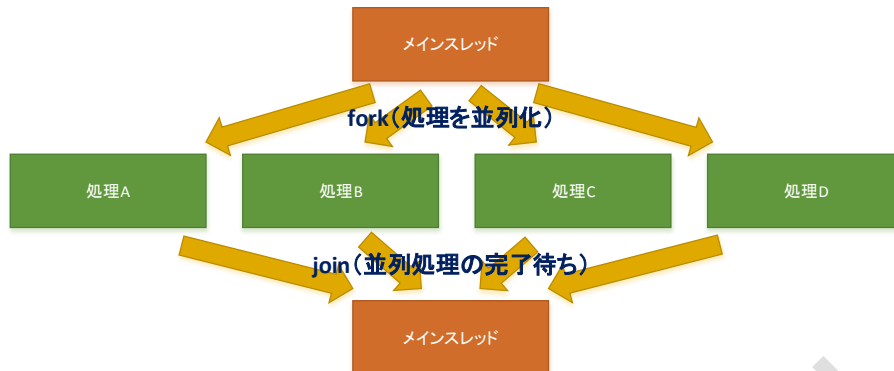 メインスレッド
fork（処理を並列化）
処理A
処理B
処理C
処理D
join（並列処理の完了待ち）
メインスレッド